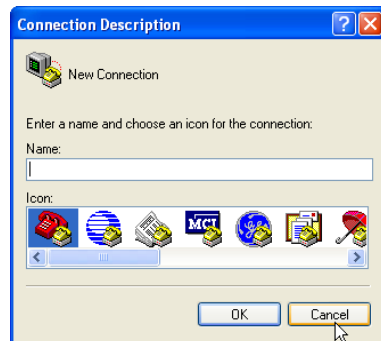 Connection Description
New Connection
Enter a name and choose an icon for the connection:
Name:
Icon:
MCI
OK Cancel